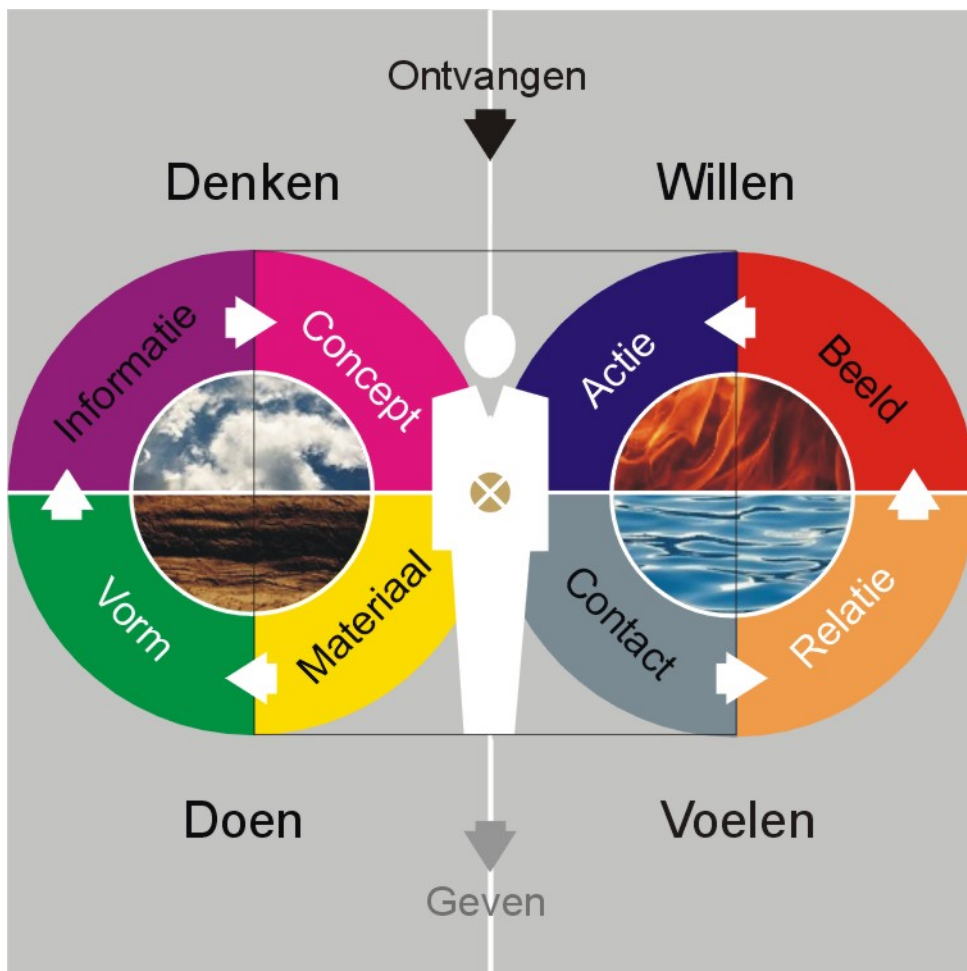 Ontvangen
Denken
Willen
Informatie
Concept
Actie
Beeld
Vorm
Materiaal
Contact
Relatie
Doen
Voelen
Geven